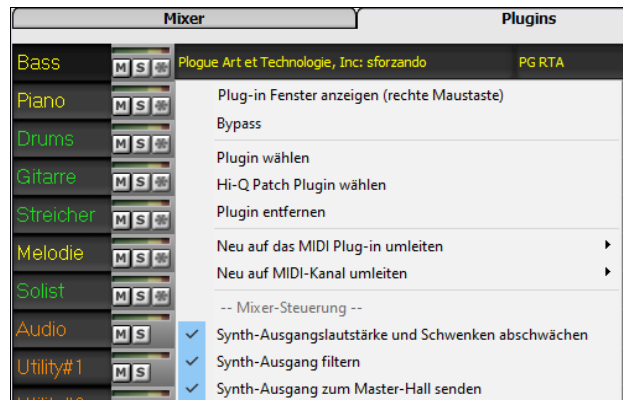 Mixer Plugins
Bass M S Plogue Art et Technologie, Inc: sforzando PG RTA
Piano M S
Plug-in Fenster anzeigen (rechte Maustaste)
Bypass
Drums M S
Plugin wählen
Gitarre M S
Hi-Q Patch Plugin wählen
Streicher M S
Plugin entfernen
Melodie M S
Neu auf das MIDI Plug-in umleiten
Neu auf MIDI-Kanal umleiten
Solist M S
-- Mixer-Steuerung --
Audio M S
Synth-Ausgangslautstärke und Schwenken abschwächen
Utility#1 M S
Synth-Ausgang filtern
Synth-Ausgang zum Master-Hall senden